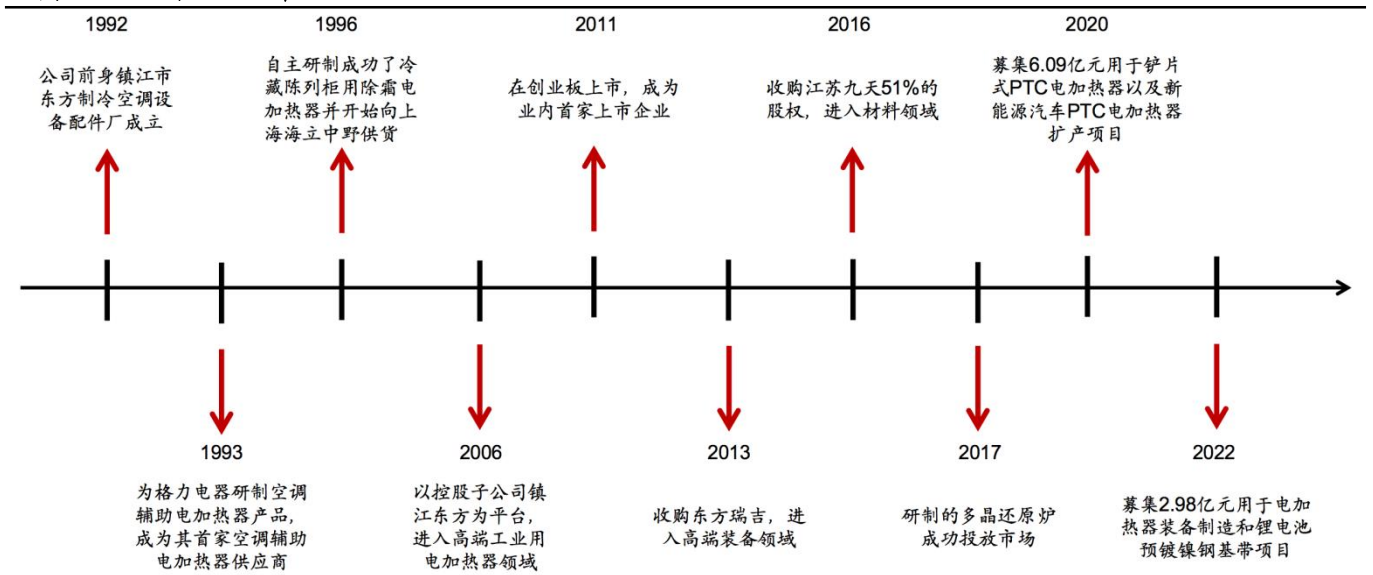 1992
公司前身镇江市
东方制冷空调设
备配件厂成立
1996
自主研制成功了冷
藏陈列柜用除霜电
加热器并开始向上
海海立中野供货
2011
在创业板上市，成为
业内首家上市企业
2016
收购江苏九天51%的
股权，进入材料领域
2020
募集6.09亿元用于铲片
式PTC电加热器以及新
能源汽车PTC电加热器
扩产项目
1993
为格力电器研制空调
辅助电加热器产品，
成为其首家空调辅助
电加热器供应商
2006
以控股子公司镇
江东方为平台，
进入高端工业用
电加热器领域
2013
收购东方瑞吉，进
入高端装备领域
2017
研制的多晶还原炉
成功投放市场
2022
募集2.98亿元用于电加
热器装备制造和锂电池
预镀镍钢基带项目